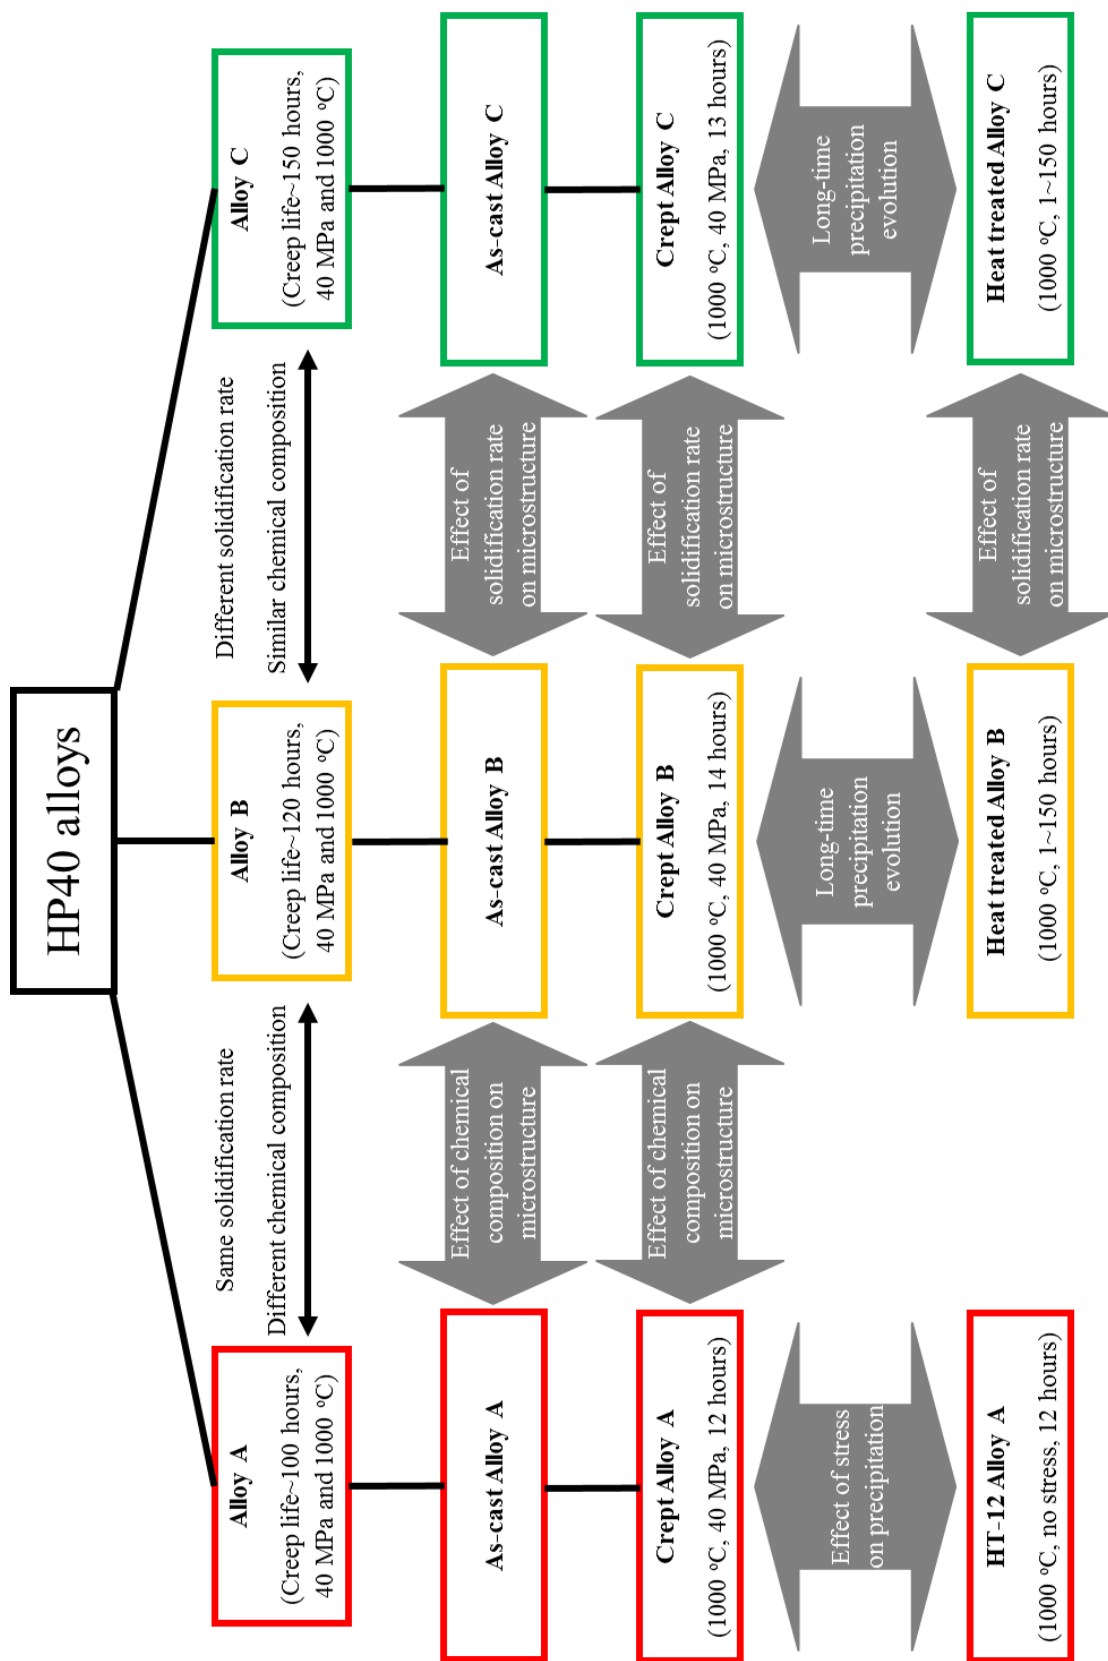 HP40 alloys
Alloy A
(Creep life~100 hours,
40 MPa and 1000 °C)
Same solidification rate
Different chemical composition
Alloy B
(Creep life~120 hours,
40 MPa and 1000 °C)
Different solidification rate
Similar chemical composition
Alloy C
(Creep life~150 hours,
40 MPa and 1000 °C)
As-cast Alloy A
Effect of chemical
composition on
microstructure
As-cast Alloy B
Effect of
solidification rate
on microstructure
As-cast Alloy C
Crept Alloy A
(1000 °C, 40 MPa, 12 hours)
Effect of chemical
composition on
microstructure
Crept Alloy B
(1000 °C, 40 MPa, 14 hours)
Effect of
solidification rate
on microstructure
Crept Alloy C
(1000 °C, 40 MPa, 13 hours)
Effect of stress
on precipitation
Long-time
precipitation
evolution
Long-time
precipitation
evolution
HT-12 Alloy A
(1000 °C, no stress, 12 hours)
Heat treated Alloy B
(1000 °C, 1~150 hours)
Effect of
solidification rate
on microstructure
Heat treated Alloy C
(1000 °C, 1~150 hours)